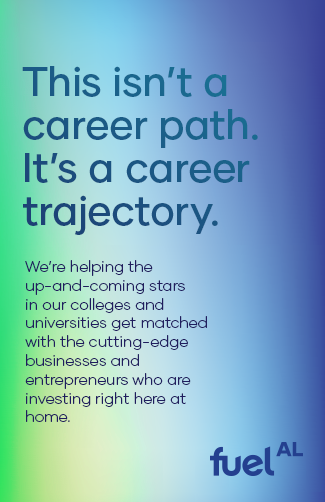 This isn’t a
career path.
It’s a career
trajectory.
We’re helping the
up-and-coming stars
in our colleges and
universities get matched
with the cutting-edge
businesses and
entrepreneurs who are
investing right here at
home.
fuel AL